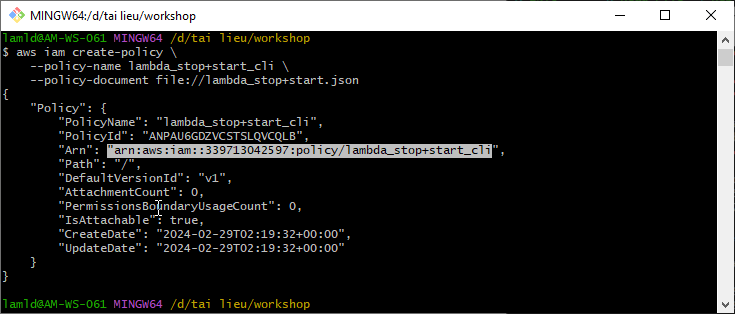 MINGW64:/d/tai lieu/workshop
lamld@AM-WS-061 MINGW64 /d/tai lieu/workshop
$ aws iam create-policy \
    --policy-name lambda_stop+start_cli \
    --policy-document file://lambda_stop+start.json
{
    "Policy": {
        "PolicyName": "lambda_stop+start_cli",
        "PolicyId": "ANPAU6GDZVCSTSLQVCQLB",
        "Arn": "arn:aws:iam::339713042597:policy/lambda_stop+start_cli",
        "Path": "/",
        "DefaultVersionId": "v1",
        "AttachmentCount": 0,
        "PermissionsBoundaryUsageCount": 0,
        "IsAttachable": true,
        "CreateDate": "2024-02-29T02:19:32+00:00",
        "UpdateDate": "2024-02-29T02:19:32+00:00"
    }
}
lamld@AM-WS-061 MINGW64 /d/tai lieu/workshop